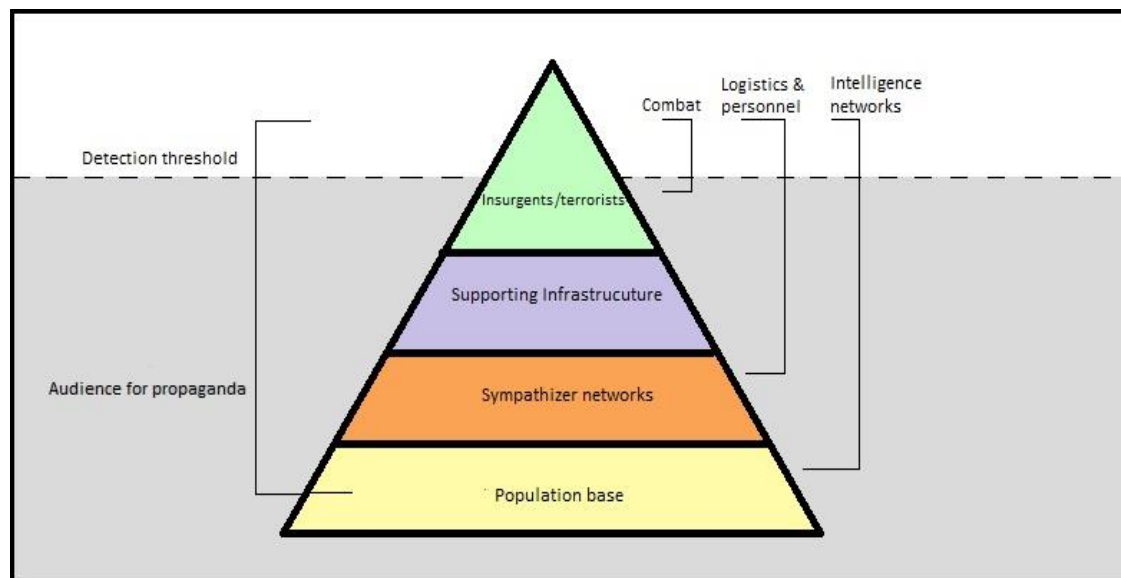 Logistics &
personnel
Intelligence
networks
Combat
Detection threshold
Insurgents/terrorists
Supporting Infrastrucuture
Audience for propaganda
Sympathizer networks
Population base